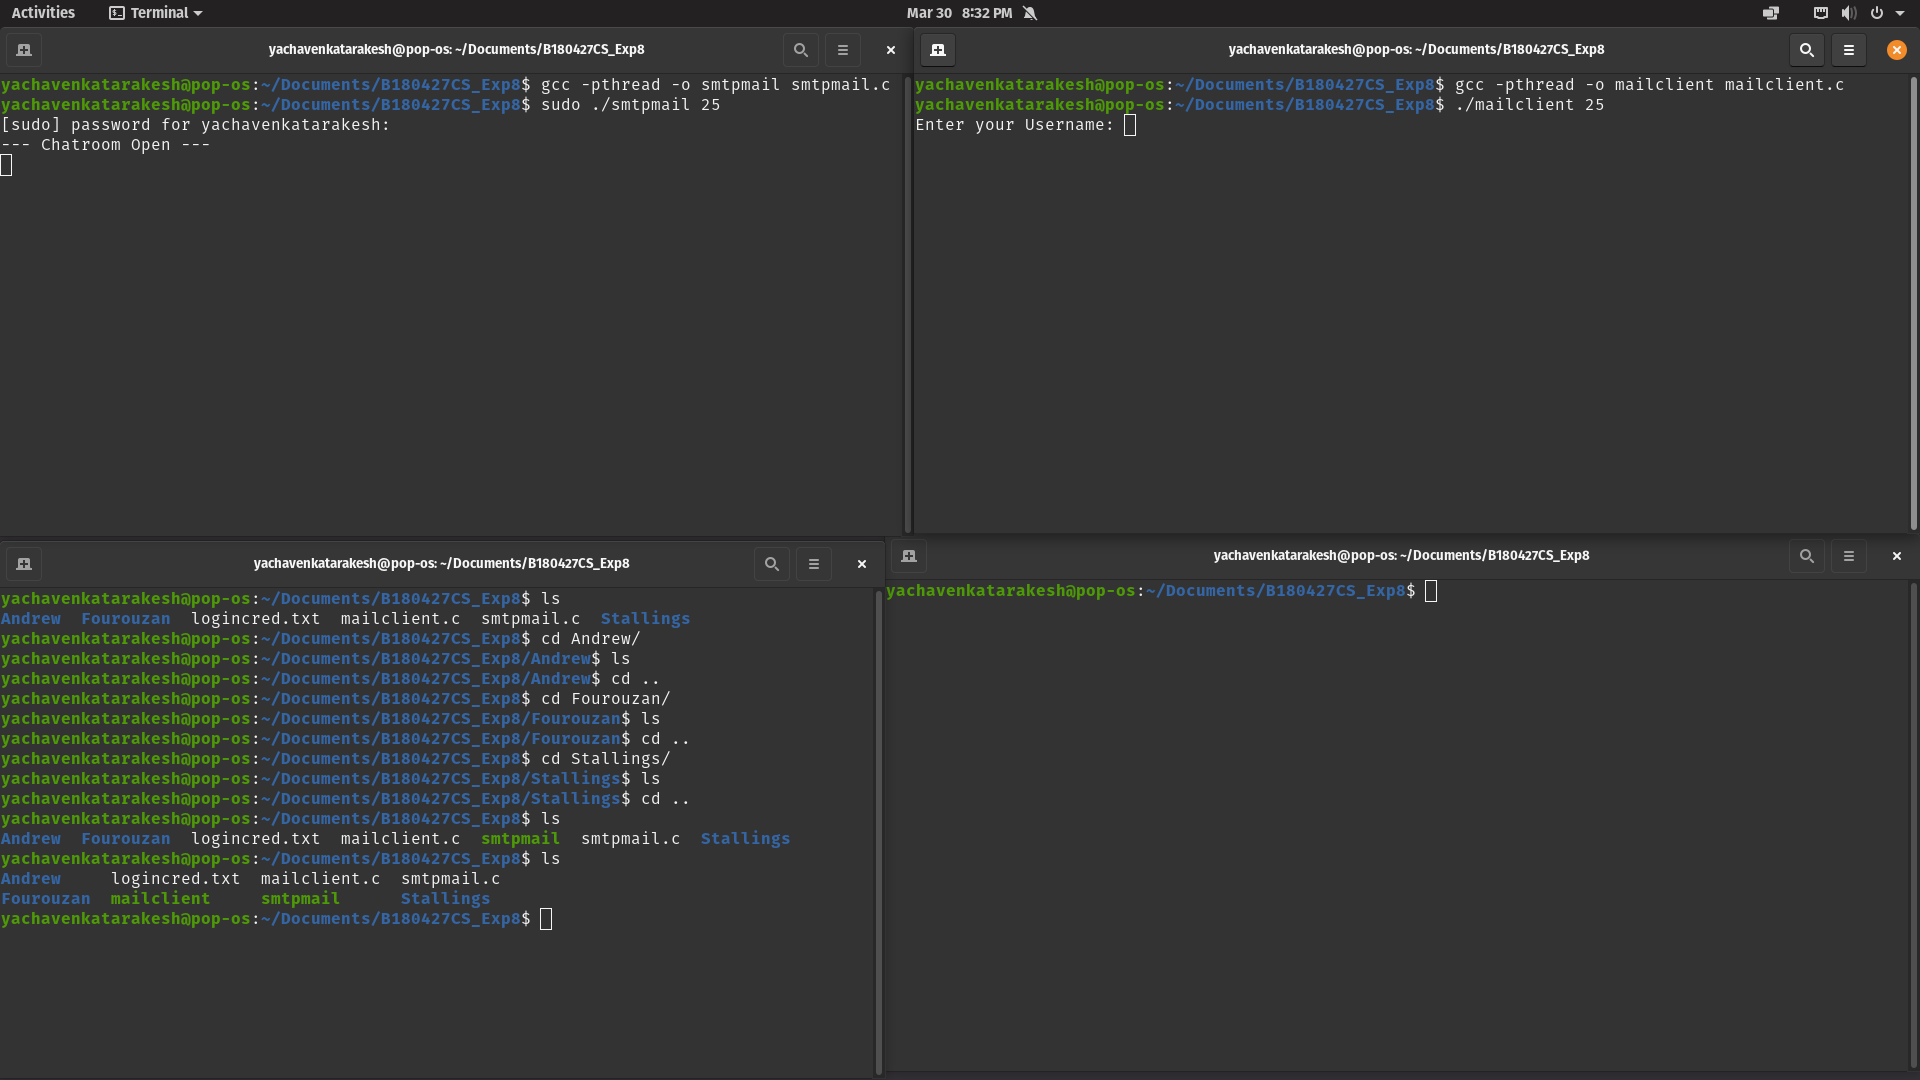 Activities Terminal Mar 30 8:32 PM
yachavenkatarakesh@pop-os: ~/Documents/B180427CS_Exp8
yachavenkatarakesh@pop-os:~/Documents/B180427CS_Exp8$ gcc -pthread -o smtpmail smtpmail.c
yachavenkatarakesh@pop-os:~/Documents/B180427CS_Exp8$ sudo ./smtpmail 25
[sudo] password for yachavenkatarakesh:
--- Chatroom Open ---
yachavenkatarakesh@pop-os: ~/Documents/B180427CS_Exp8
yachavenkatarakesh@pop-os:~/Documents/B180427CS_Exp8$ gcc -pthread -o mailclient mailclient.c
yachavenkatarakesh@pop-os:~/Documents/B180427CS_Exp8$ ./mailclient 25
Enter your Username:
yachavenkatarakesh@pop-os: ~/Documents/B180427CS_Exp8
yachavenkatarakesh@pop-os:~/Documents/B180427CS_Exp8$ ls
Andrew  Fourouzan  logincred.txt  mailclient.c  smtpmail.c  Stallings
yachavenkatarakesh@pop-os:~/Documents/B180427CS_Exp8$ cd Andrew/
yachavenkatarakesh@pop-os:~/Documents/B180427CS_Exp8/Andrew$ ls
yachavenkatarakesh@pop-os:~/Documents/B180427CS_Exp8/Andrew$ cd ..
yachavenkatarakesh@pop-os:~/Documents/B180427CS_Exp8$ cd Fourouzan/
yachavenkatarakesh@pop-os:~/Documents/B180427CS_Exp8/Fourouzan$ ls
yachavenkatarakesh@pop-os:~/Documents/B180427CS_Exp8/Fourouzan$ cd ..
yachavenkatarakesh@pop-os:~/Documents/B180427CS_Exp8$ cd Stallings/
yachavenkatarakesh@pop-os:~/Documents/B180427CS_Exp8/Stallings$ ls
yachavenkatarakesh@pop-os:~/Documents/B180427CS_Exp8/Stallings$ cd ..
yachavenkatarakesh@pop-os:~/Documents/B180427CS_Exp8$ ls
Andrew  Fourouzan  logincred.txt  mailclient.c  smtpmail  smtpmail.c  Stallings
yachavenkatarakesh@pop-os:~/Documents/B180427CS_Exp8$ ls
Andrew     logincred.txt  mailclient.c  smtpmail.c
Fourouzan  mailclient     smtpmail      Stallings
yachavenkatarakesh@pop-os:~/Documents/B180427CS_Exp8$
yachavenkatarakesh@pop-os: ~/Documents/B180427CS_Exp8
yachavenkatarakesh@pop-os:~/Documents/B180427CS_Exp8$